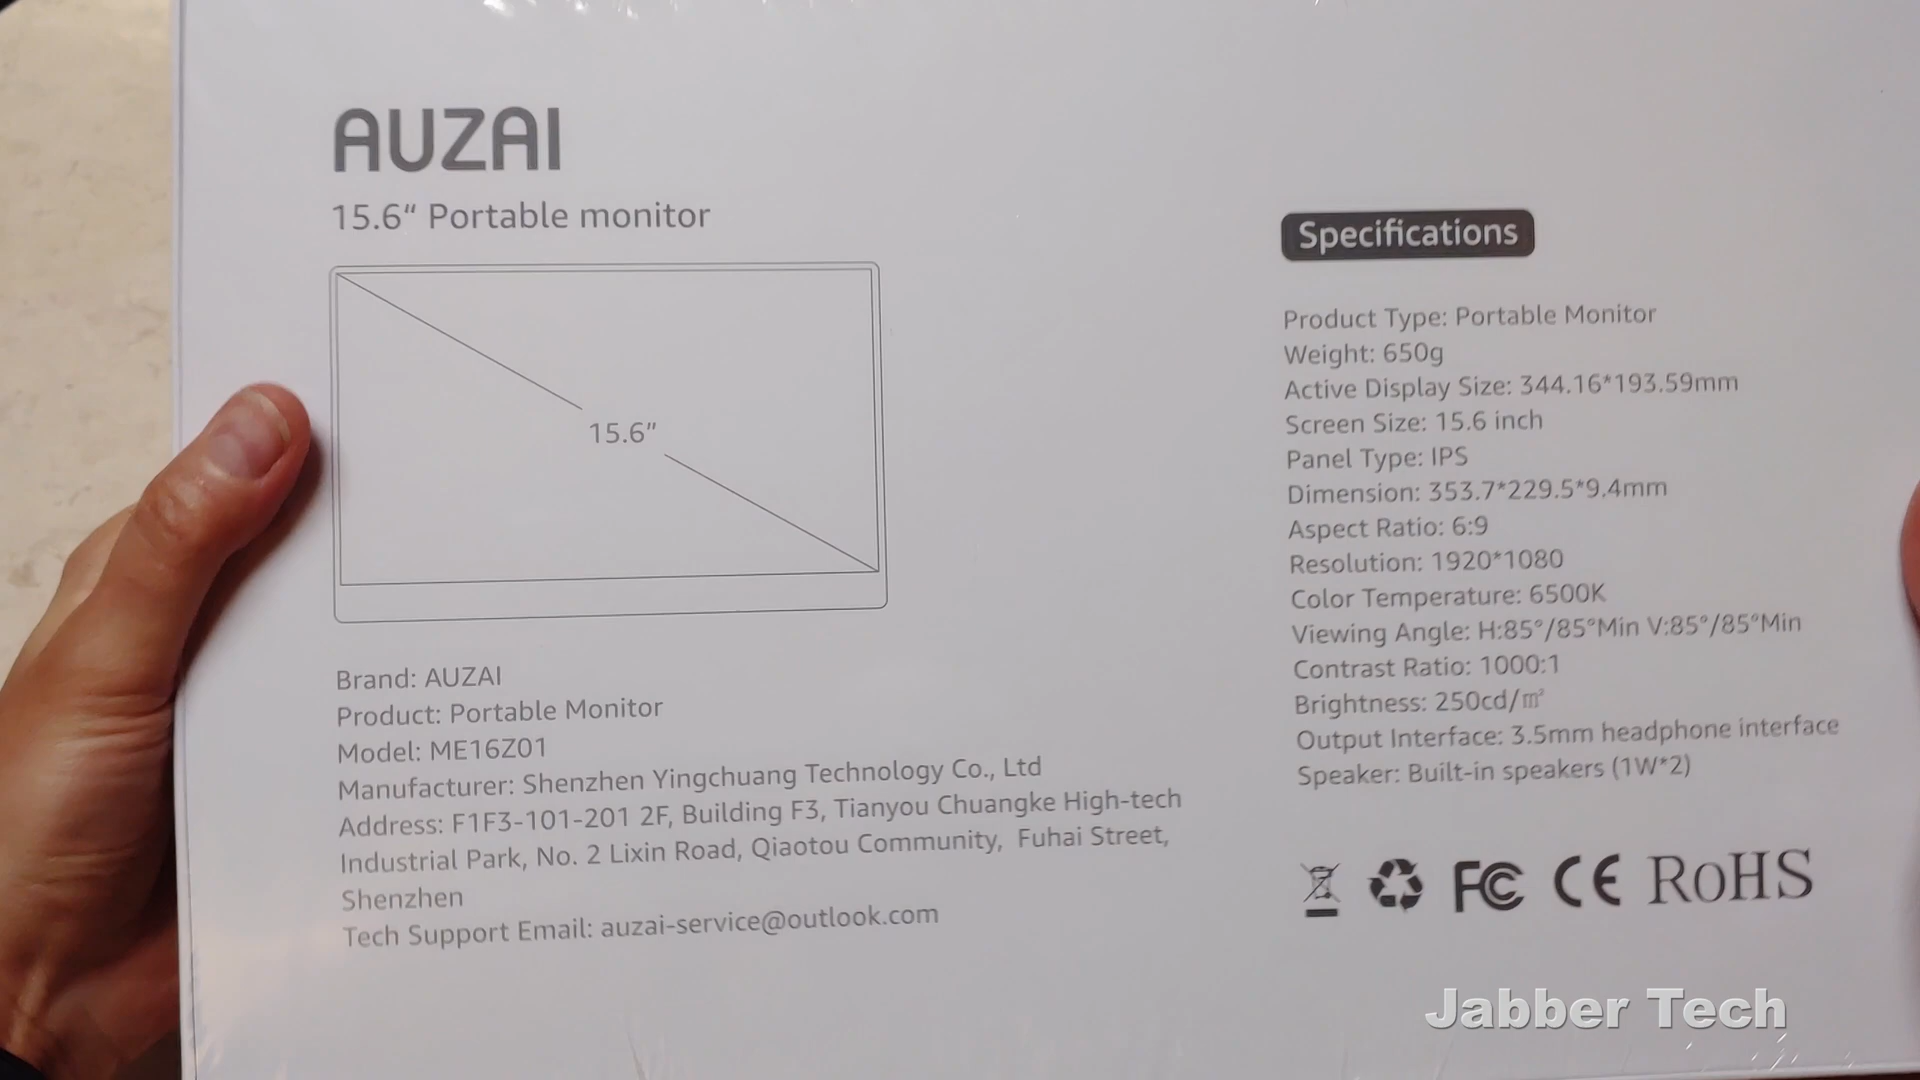 AUZAI
15.6“ Portable monitor
15.6”
Brand: AUZAI
Product: Portable Monitor
Model: ME16Z01
Manufacturer: Shenzhen Yingchuang Technology Co., Ltd
Address: F1F3-101-201 2F, Building F3, Tianyou Chuangke High-tech
Industrial Park, No. 2 Lixin Road, Qiaotou Community, Fuhai Street,
Shenzhen
Tech Support Email: auzai-service@outlook.com
Specifications
Product Type: Portable Monitor
Weight: 650g
Active Display Size: 344.16*193.59mm
Screen Size: 15.6 inch
Panel Type: IPS
Dimension: 353.7*229.5*9.4mm
Aspect Ratio: 6:9
Resolution: 1920*1080
Color Temperature: 6500K
Viewing Angle: H:85°/85°Min V:85°/85°Min
Contrast Ratio: 1000:1
Brightness: 250cd/㎡
Output Interface: 3.5mm headphone interface
Speaker: Built-in speakers (1W*2)
FC CE RoHS
Jabber Tech